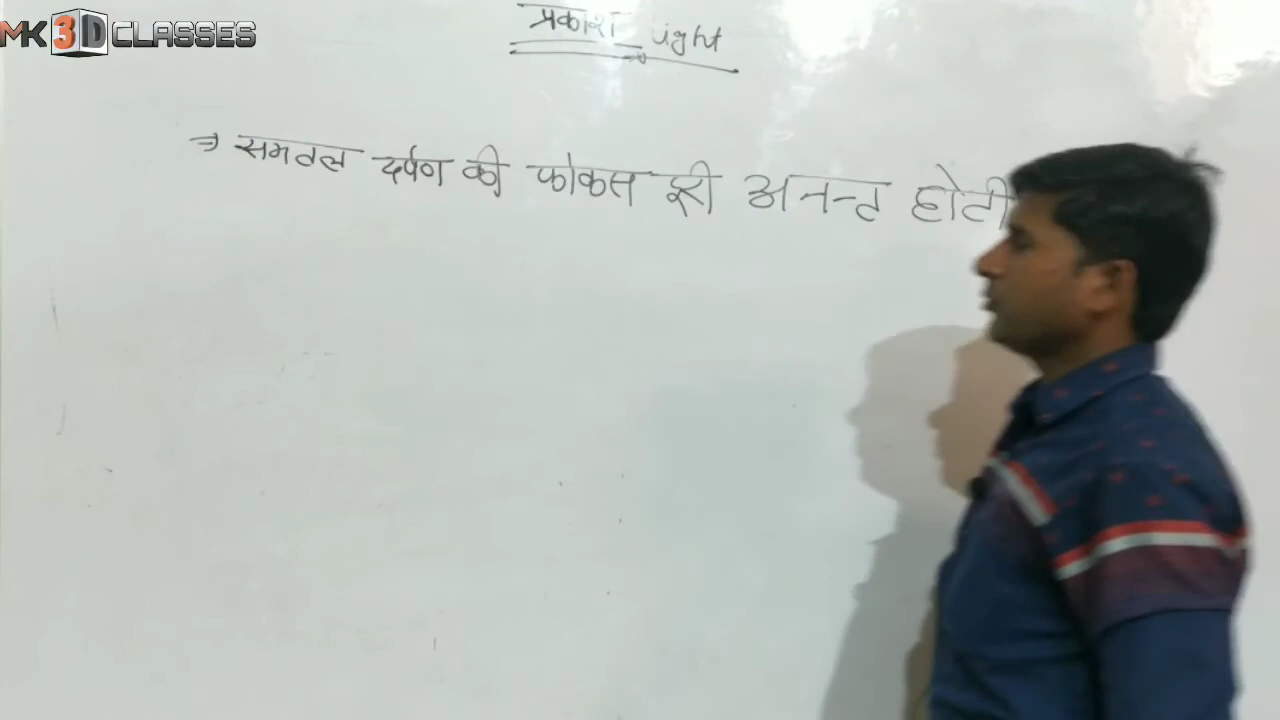 MK3D CLASSES
प्रकाश Light
⇒ समतल दर्पण की फोकस दूरी अनन्त होती